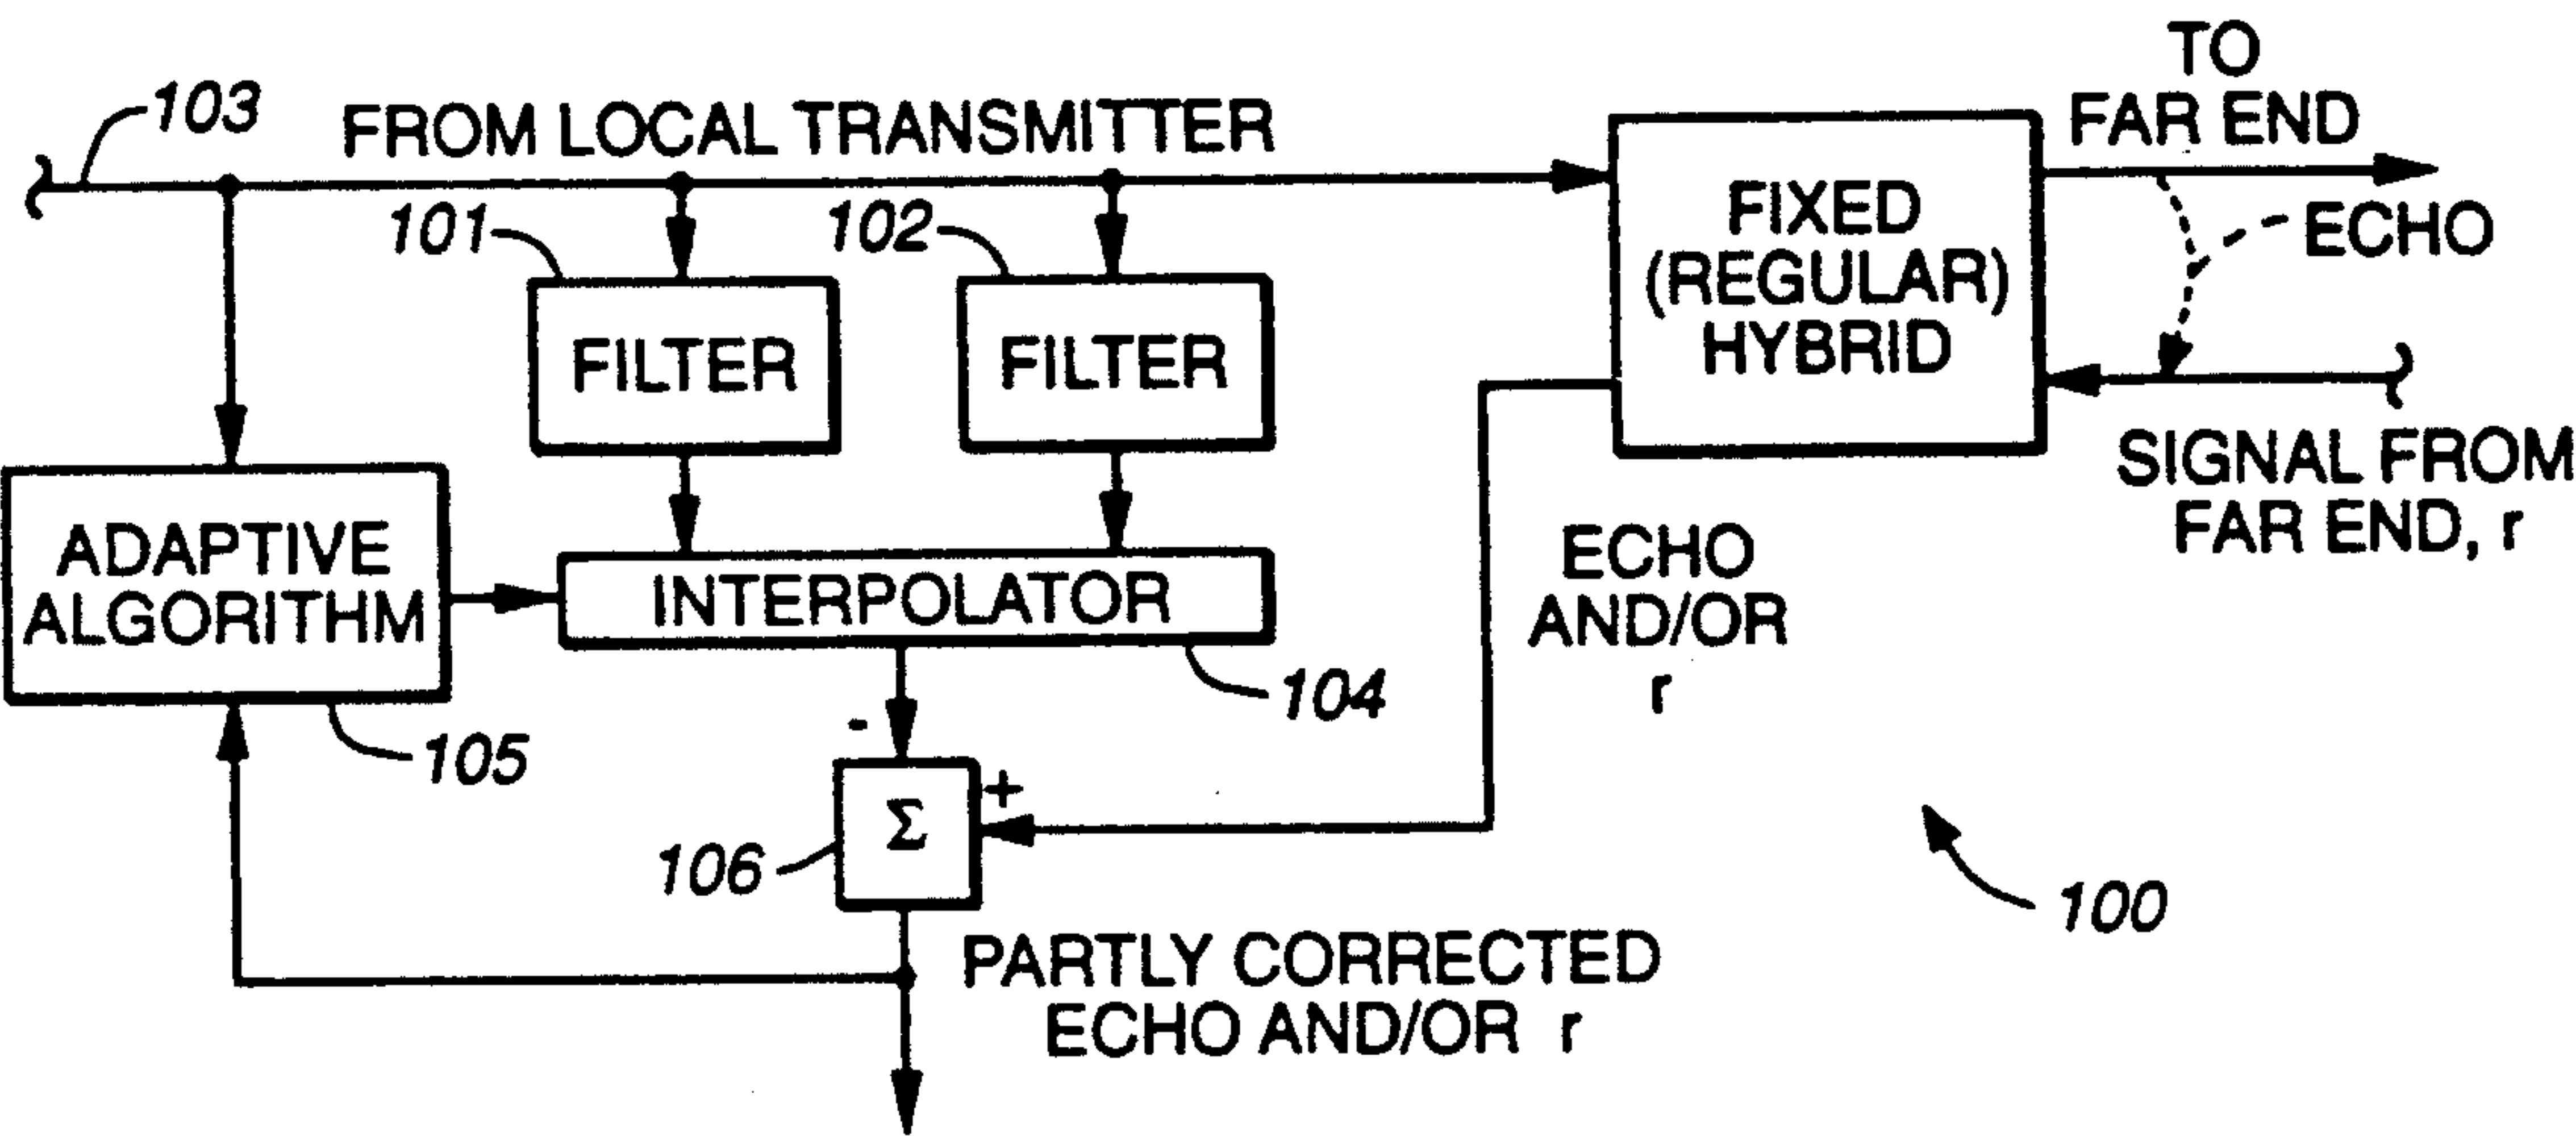 TO
FAR END
103
FROM LOCAL TRANSMITTER
101
102
FIXED
(REGULAR)
HYBRID
ECHO
FILTER
FILTER
SIGNAL FROM
FAR END, r
ADAPTIVE
ALGORITHM
INTERPOLATOR
ECHO
AND/OR
r
104
105
-
+
Σ
106
100
PARTLY CORRECTED
ECHO AND/OR r